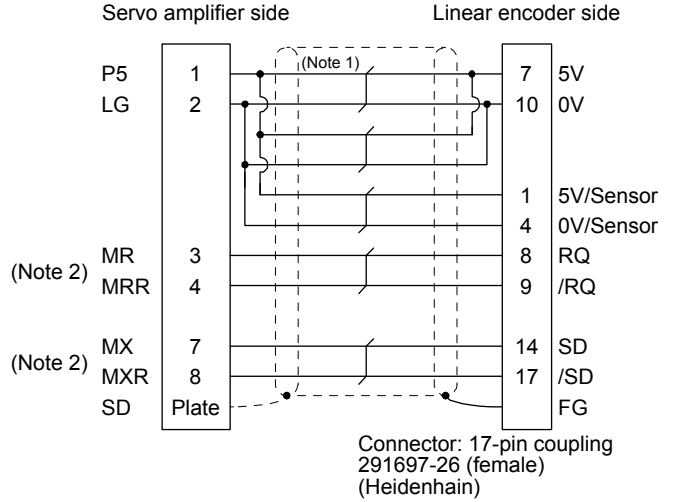 Servo amplifier side Linear encoder side
(Note 1)
P5 1 7 5V
LG 2 10 0V
1 5V/Sensor
4 0V/Sensor
MR 3 8 RQ
(Note 2)
MRR 4 9 /RQ
MX 7 14 SD
(Note 2)
MXR 8 17 /SD
SD Plate FG
Connector: 17-pin coupling
291697-26 (female)
(Heidenhain)